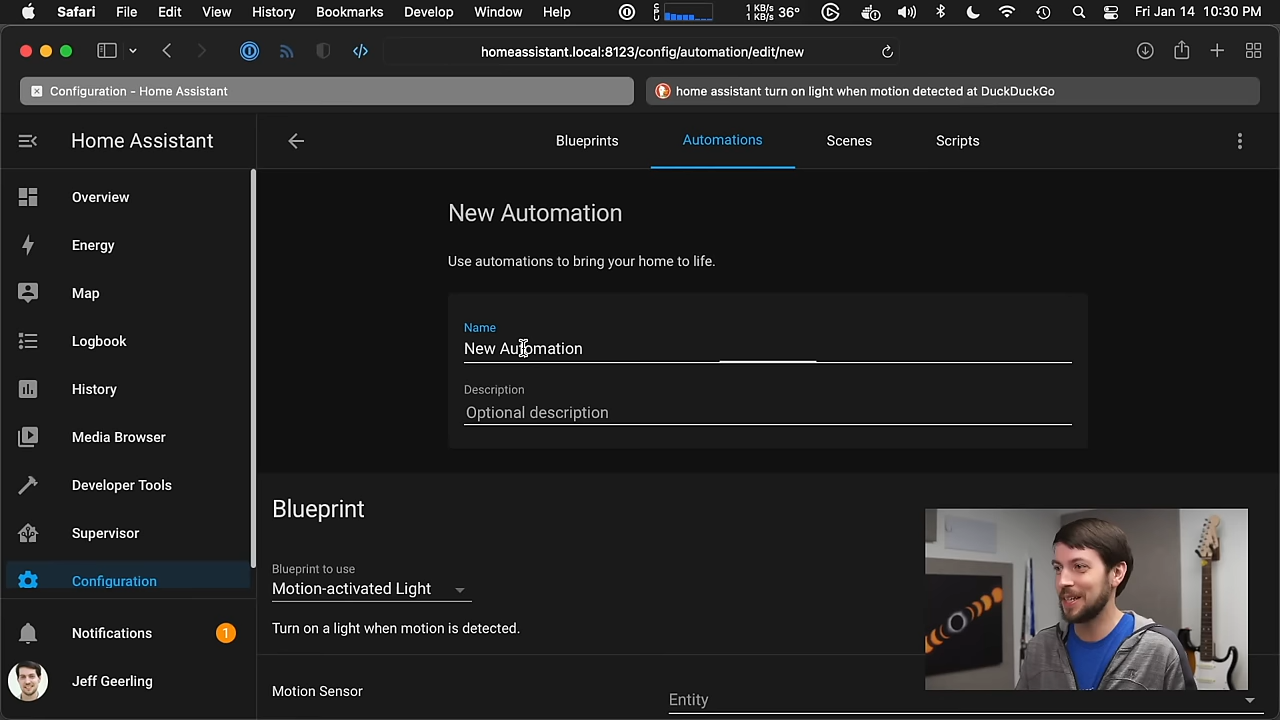 Safari File Edit View History Bookmarks Develop Window Help 1 KB/s 1 KB/s 36° Fri Jan 14 10:30 PM
homeassistant.local:8123/config/automation/edit/new
Configuration - Home Assistant
home assistant turn on light when motion detected at DuckDuckGo
Home Assistant
Blueprints
Automations
Scenes
Scripts
Overview
Energy
Map
Logbook
History
Media Browser
Developer Tools
Supervisor
Configuration
Notifications
1
Jeff Geerling
New Automation
Use automations to bring your home to life.
Name
New Automation
Description
Optional description
Blueprint
Blueprint to use
Motion-activated Light
Turn on a light when motion is detected.
Motion Sensor
Entity